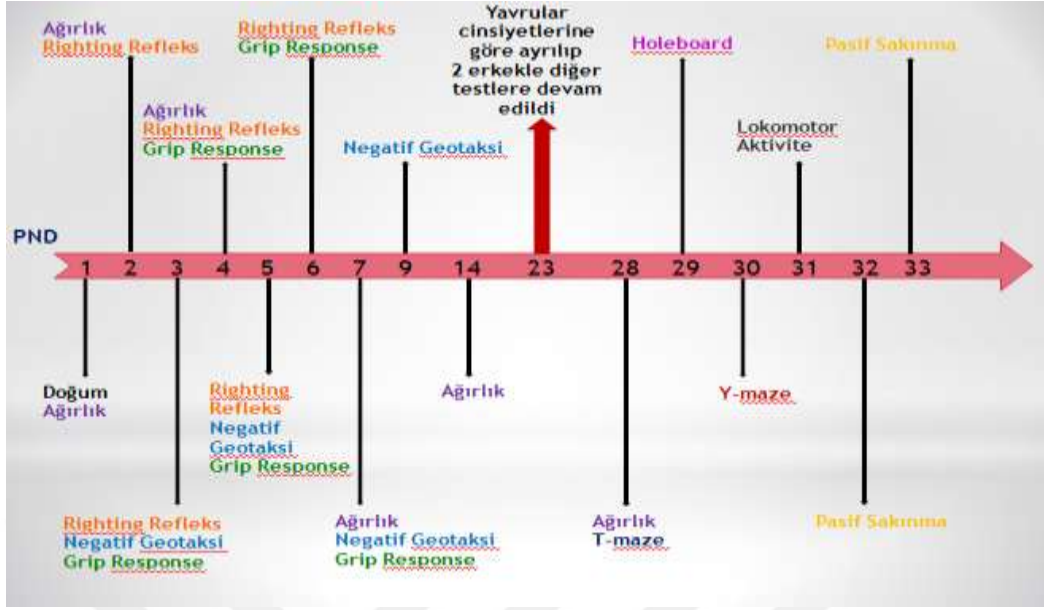 Ağırlık
Righting Refleks
Righting Refleks
Grip Response
Yavrular
cinsiyetlerine
göre ayrılıp
2 erkekle diğer
testlere devam
edildi
Holeboard
Pasif Sakınma
Ağırlık
Righting Refleks
Grip Response
Negatif Geotaksi
Lokomotor
Aktivite
PND
1 2 3 4 5 6 7 9 14 23 28 29 30 31 32 33
Doğum
Ağırlık
Righting
Refleks
Negatif
Geotaksi
Grip Response
Ağırlık
Y-maze
Righting Refleks
Negatif Geotaksi
Grip Response
Ağırlık
Negatif Geotaksi
Grip Response
Ağırlık
T-maze
Pasif Sakınma